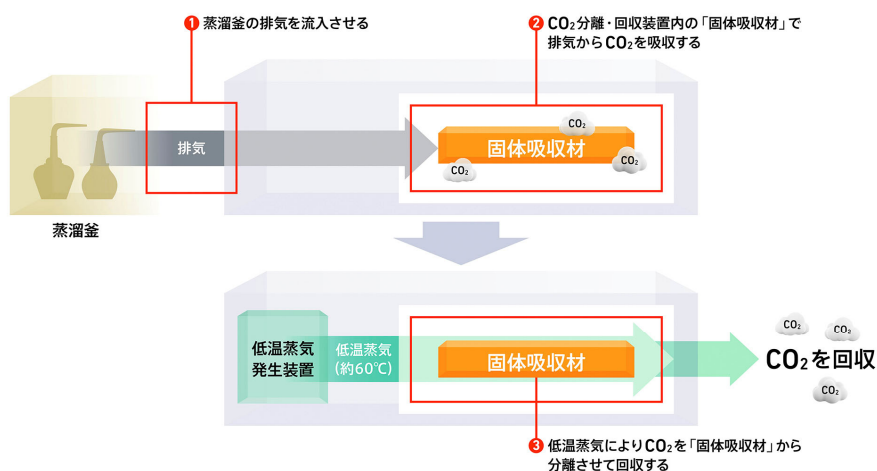 ❶ 蒸溜釜の排気を流入させる
❷ CO₂分離・回収装置内の「固体吸収材」で
排気からCO₂を吸収する
排気
固体吸収材
CO₂
CO₂
CO₂
蒸溜釜
低温蒸気
発生装置
低温蒸気
(約60℃)
固体吸収材
CO₂
CO₂
CO₂を回収
CO₂
❸ 低温蒸気によりCO₂を「固体吸収材」から
分離させて回収する